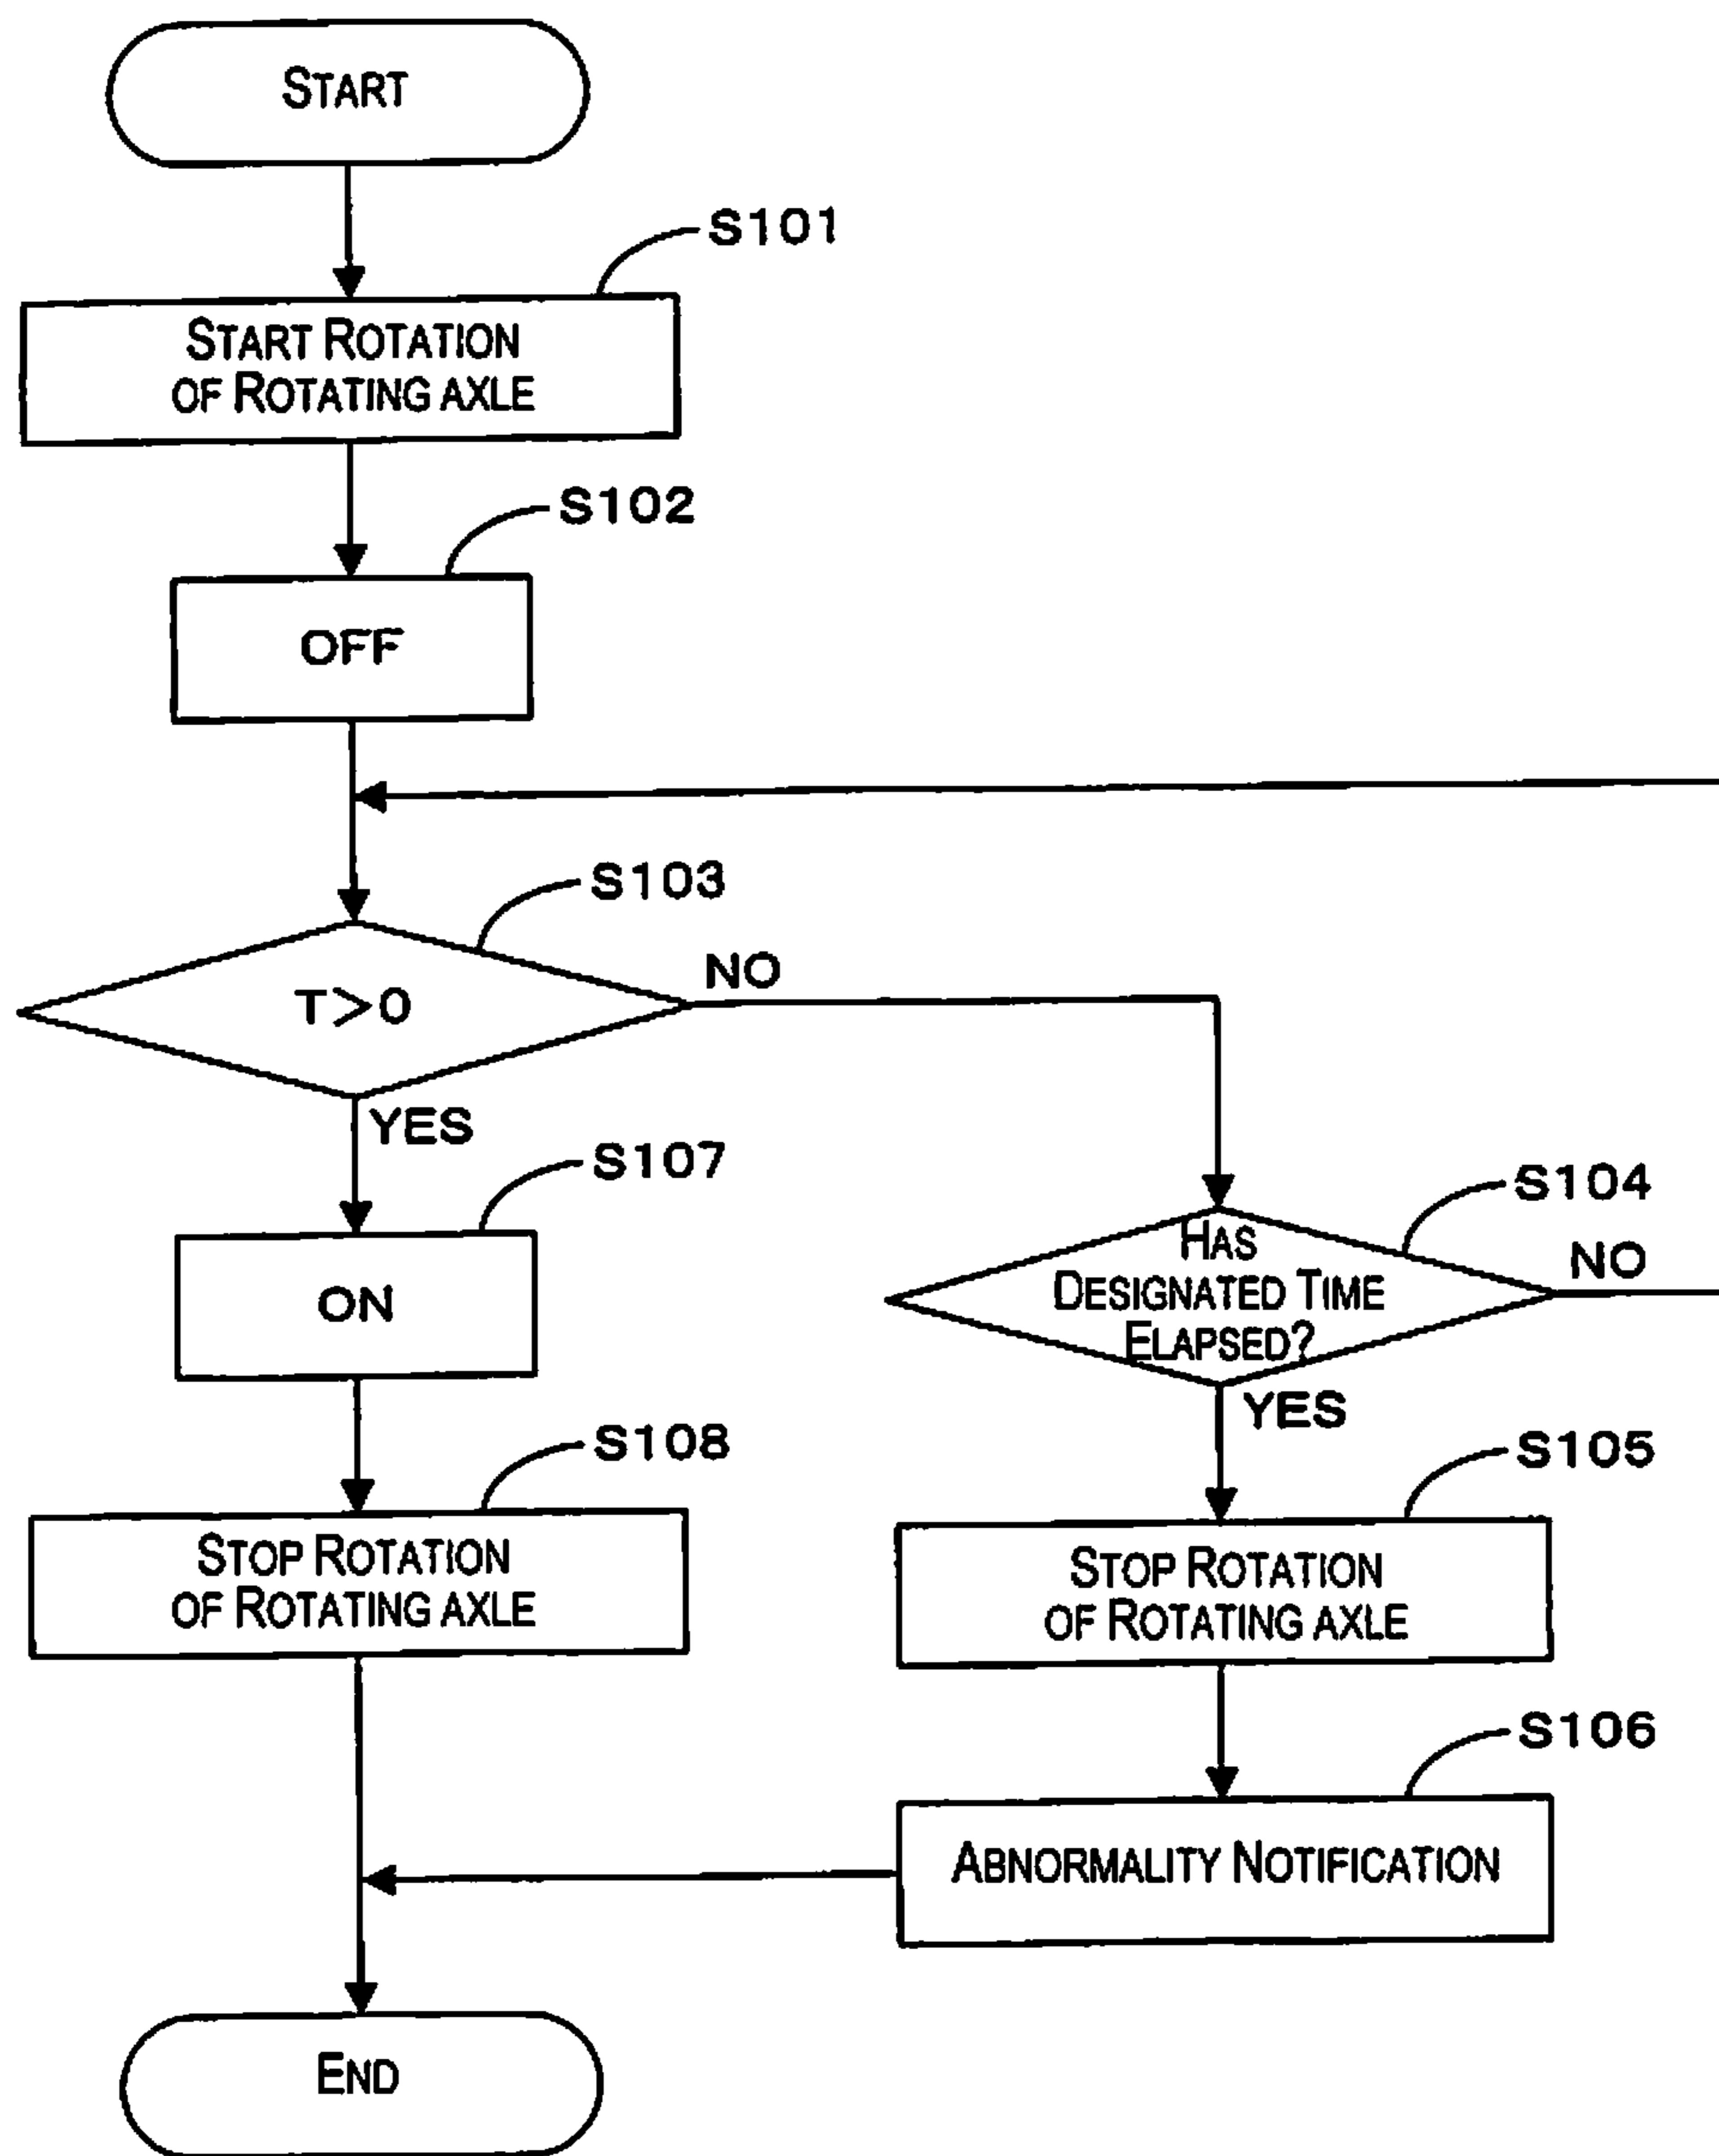 START
S101
START ROTATION
OF ROTATING AXLE
S102
OFF
S103
T>0
NO
YES
S107
ON
S104
HAS
DESIGNATED TIME
ELAPSED?
NO
YES
S108
STOP ROTATION
OF ROTATING AXLE
S105
STOP ROTATION
OF ROTATING AXLE
S106
ABNORMALITY NOTIFICATION
END